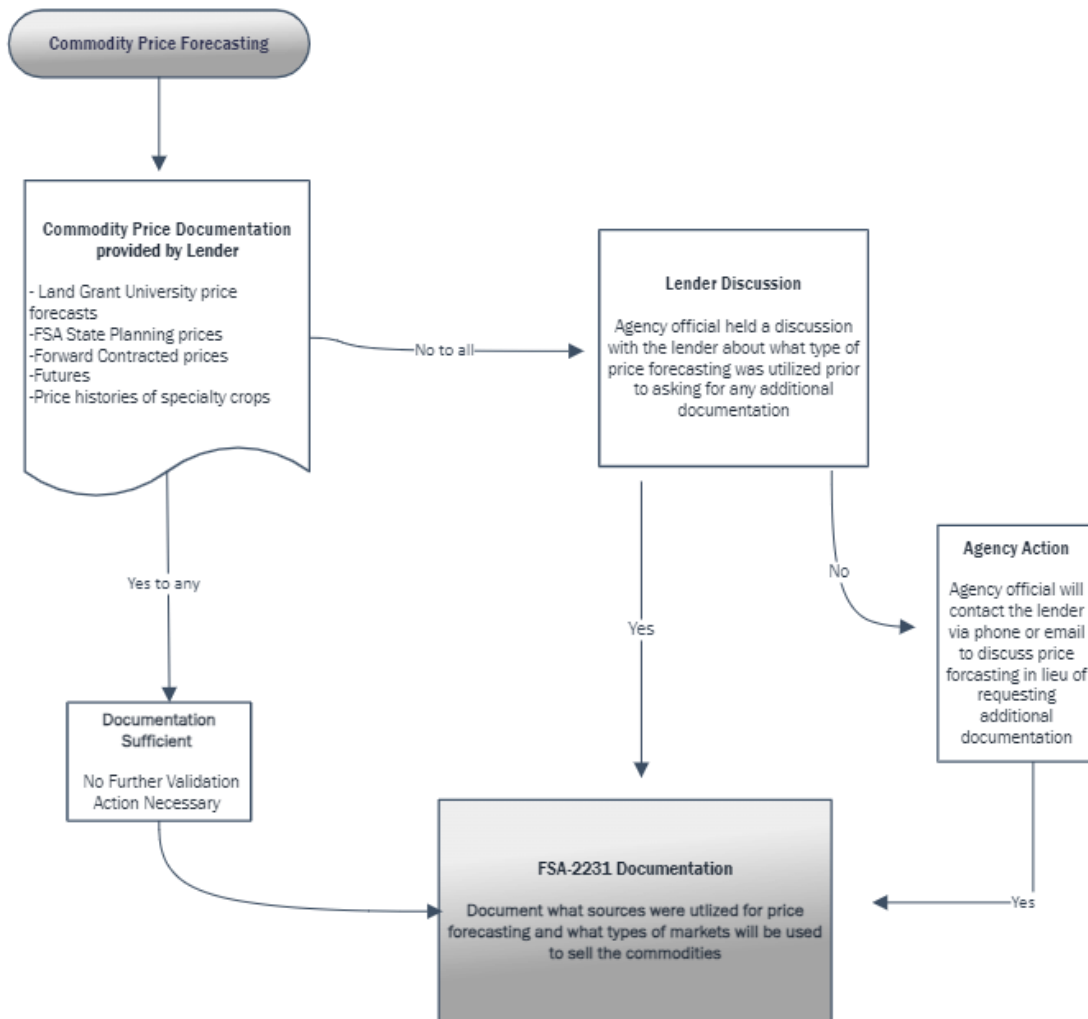 Commodity Price Forecasting
Commodity Price Documentation
provided by Lender
- Land Grant University price
forecasts
-FSA State Planning prices
-Forward Contracted prices
-Futures
-Price histories of specialty crops
No to all
Lender Discussion
Agency official held a discussion
with the lender about what type of
price forecasting was utilized prior
to asking for any additional
documentation
Yes to any
Yes
No
Agency Action
Agency official will
contact the lender
via phone or email
to discuss price
forcasting in lieu of
requesting
additional
documentation
Documentation
Sufficient
No Further Validation
Action Necessary
FSA-2231 Documentation
Document what sources were utlized for price
forecasting and what types of markets will be used
to sell the commodities
Yes